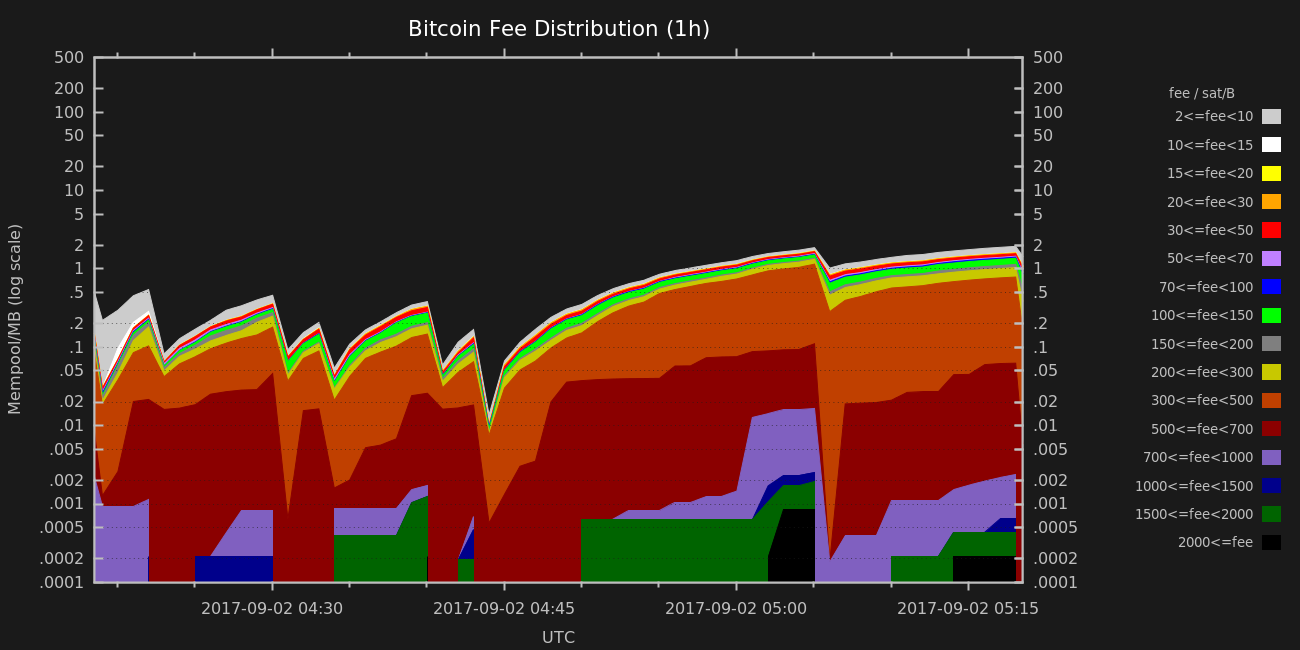 Bitcoin Fee Distribution (1h)
Mempool/MB (log scale)
500
200
100
50
20
10
5
2
1
.5
.2
.1
.05
.02
.01
.005
.002
.001
.0005
.0002
.0001
500
200
100
50
20
10
5
2
1
.5
.2
.1
.05
.02
.01
.005
.002
.001
.0005
.0002
.0001
2017-09-02 04:30
2017-09-02 04:45
2017-09-02 05:00
2017-09-02 05:15
UTC
fee / sat/B
2<=fee<10
10<=fee<15
15<=fee<20
20<=fee<30
30<=fee<50
50<=fee<70
70<=fee<100
100<=fee<150
150<=fee<200
200<=fee<300
300<=fee<500
500<=fee<700
700<=fee<1000
1000<=fee<1500
1500<=fee<2000
2000<=fee